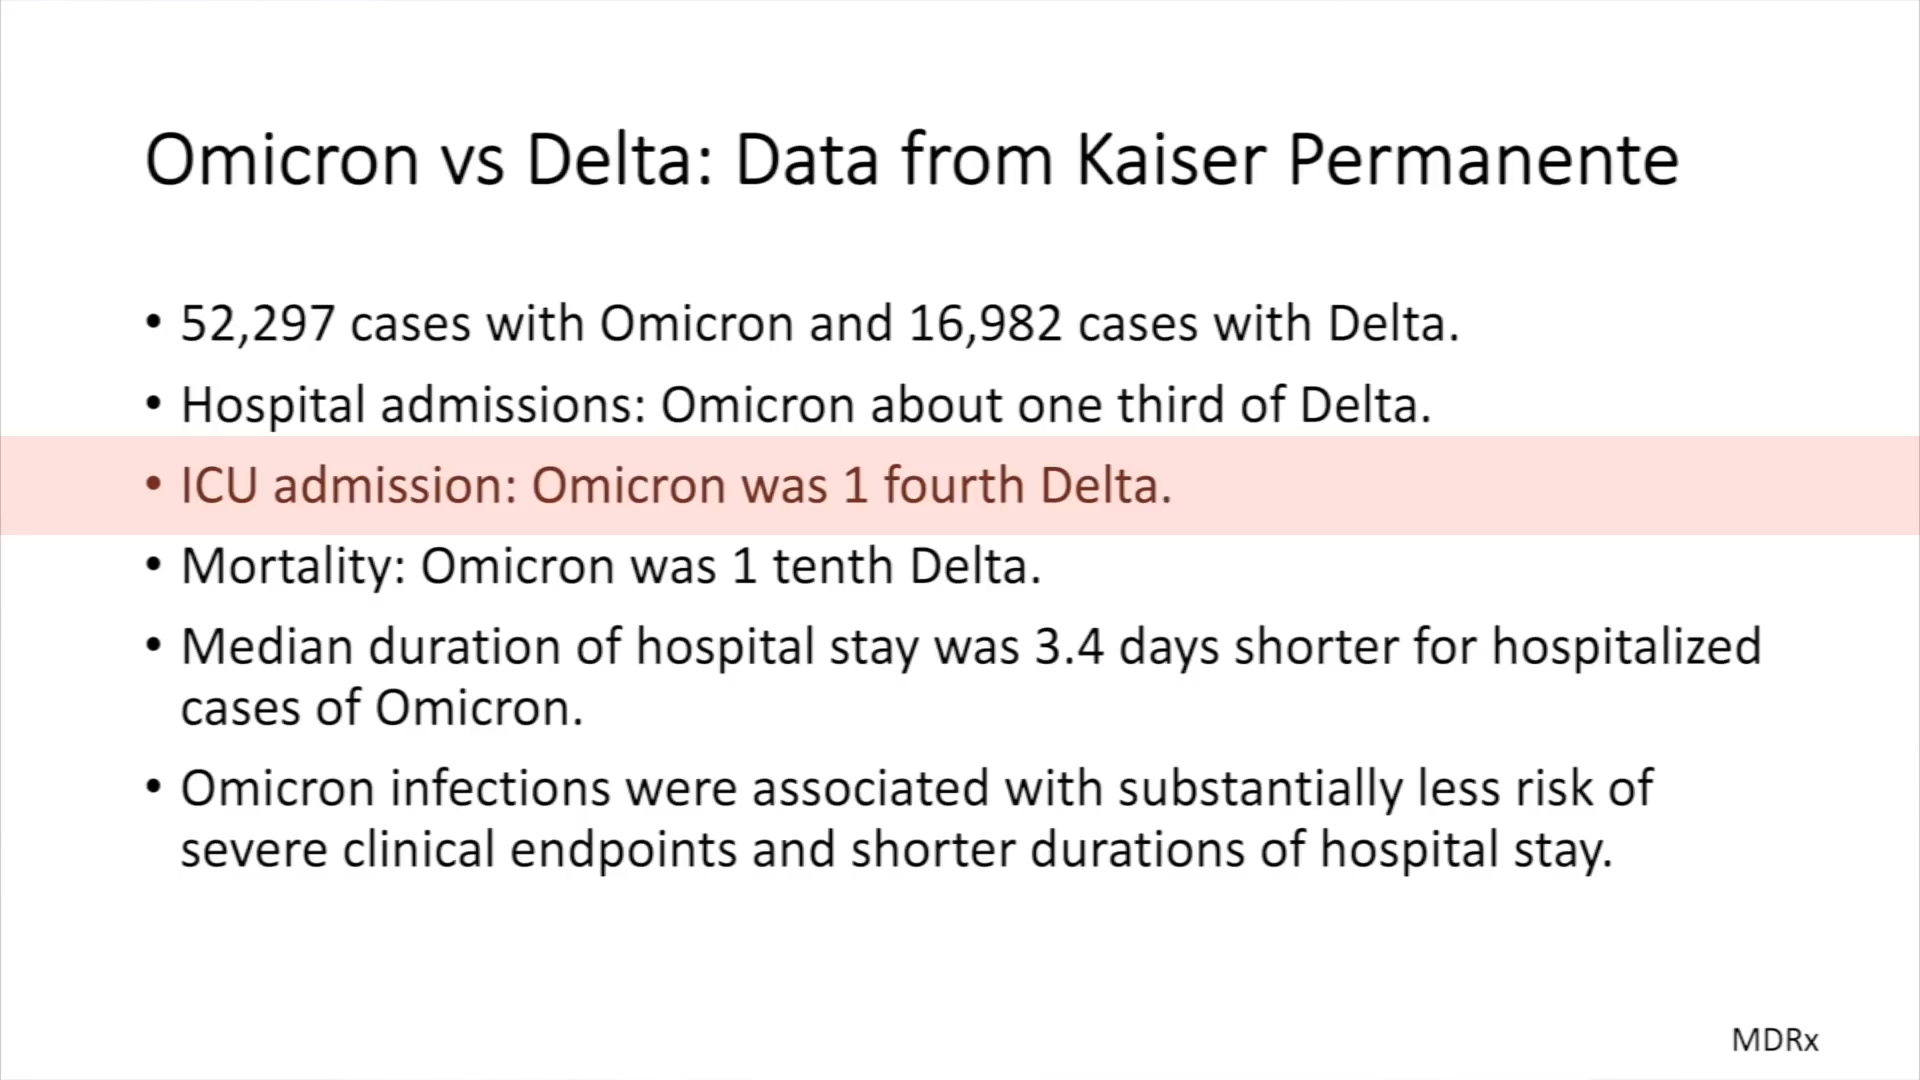 Omicron vs Delta: Data from Kaiser Permanente
• 52,297 cases with Omicron and 16,982 cases with Delta.
• Hospital admissions: Omicron about one third of Delta.
• ICU admission: Omicron was 1 fourth Delta.
• Mortality: Omicron was 1 tenth Delta.
• Median duration of hospital stay was 3.4 days shorter for hospitalized
cases of Omicron.
• Omicron infections were associated with substantially less risk of
severe clinical endpoints and shorter durations of hospital stay.
MDRx